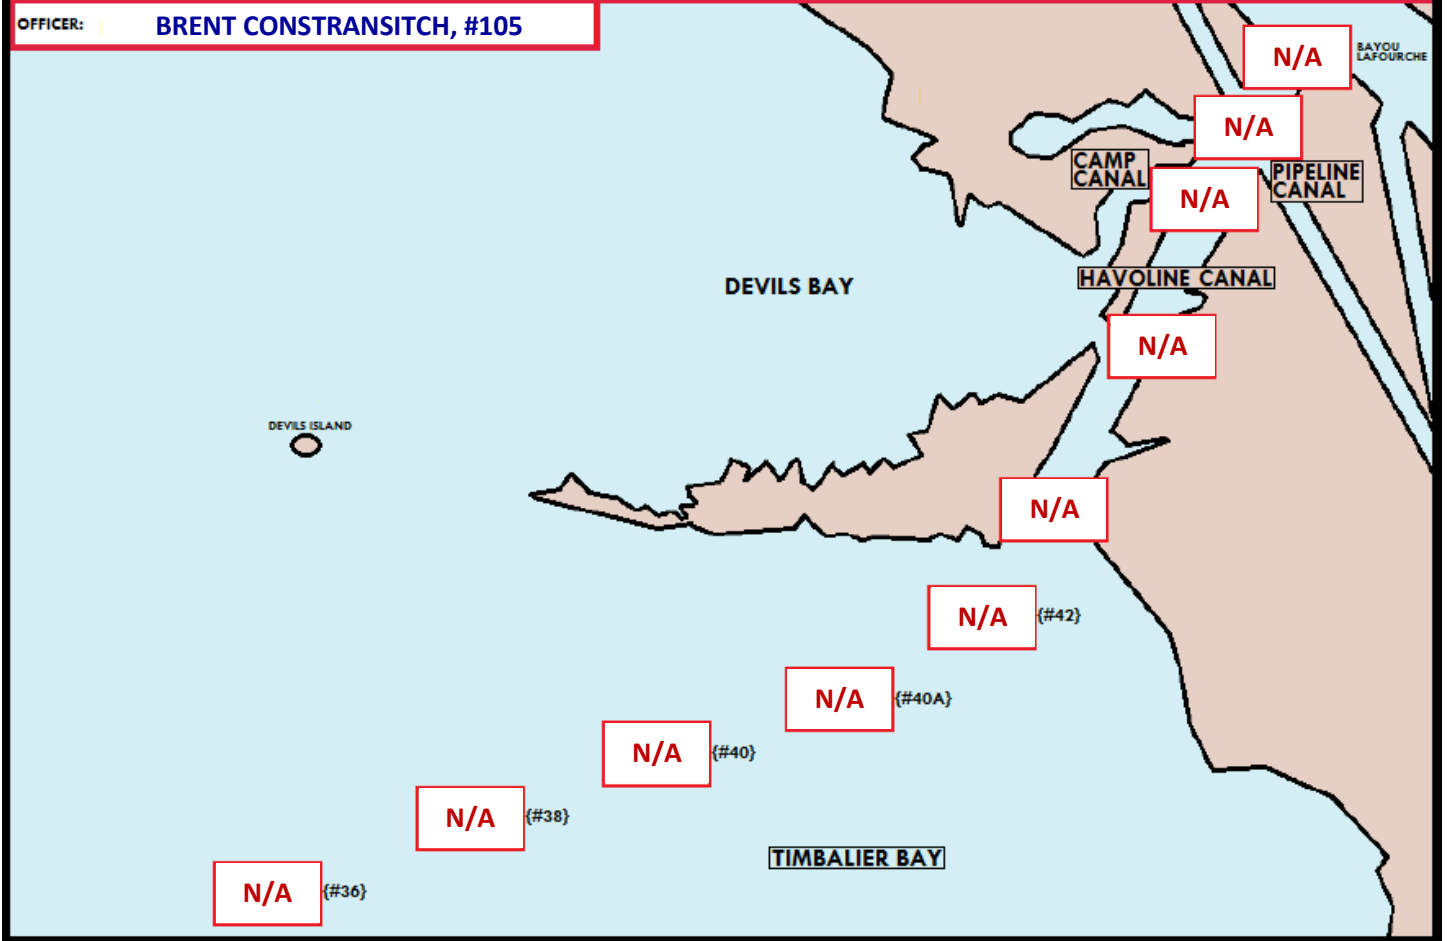 OFFICER: BRENT CONSTRANSITCH, #105
N/A
BAYOU
LAFOURCHE
N/A
CAMP
CANAL
PIPELINE
CANAL
N/A
HAVOLINE CANAL
DEVILS BAY
N/A
DEVILS ISLAND
N/A
N/A {#42}
N/A {#40A}
N/A {#40}
N/A {#38}
TIMBALIER BAY
N/A {#36}